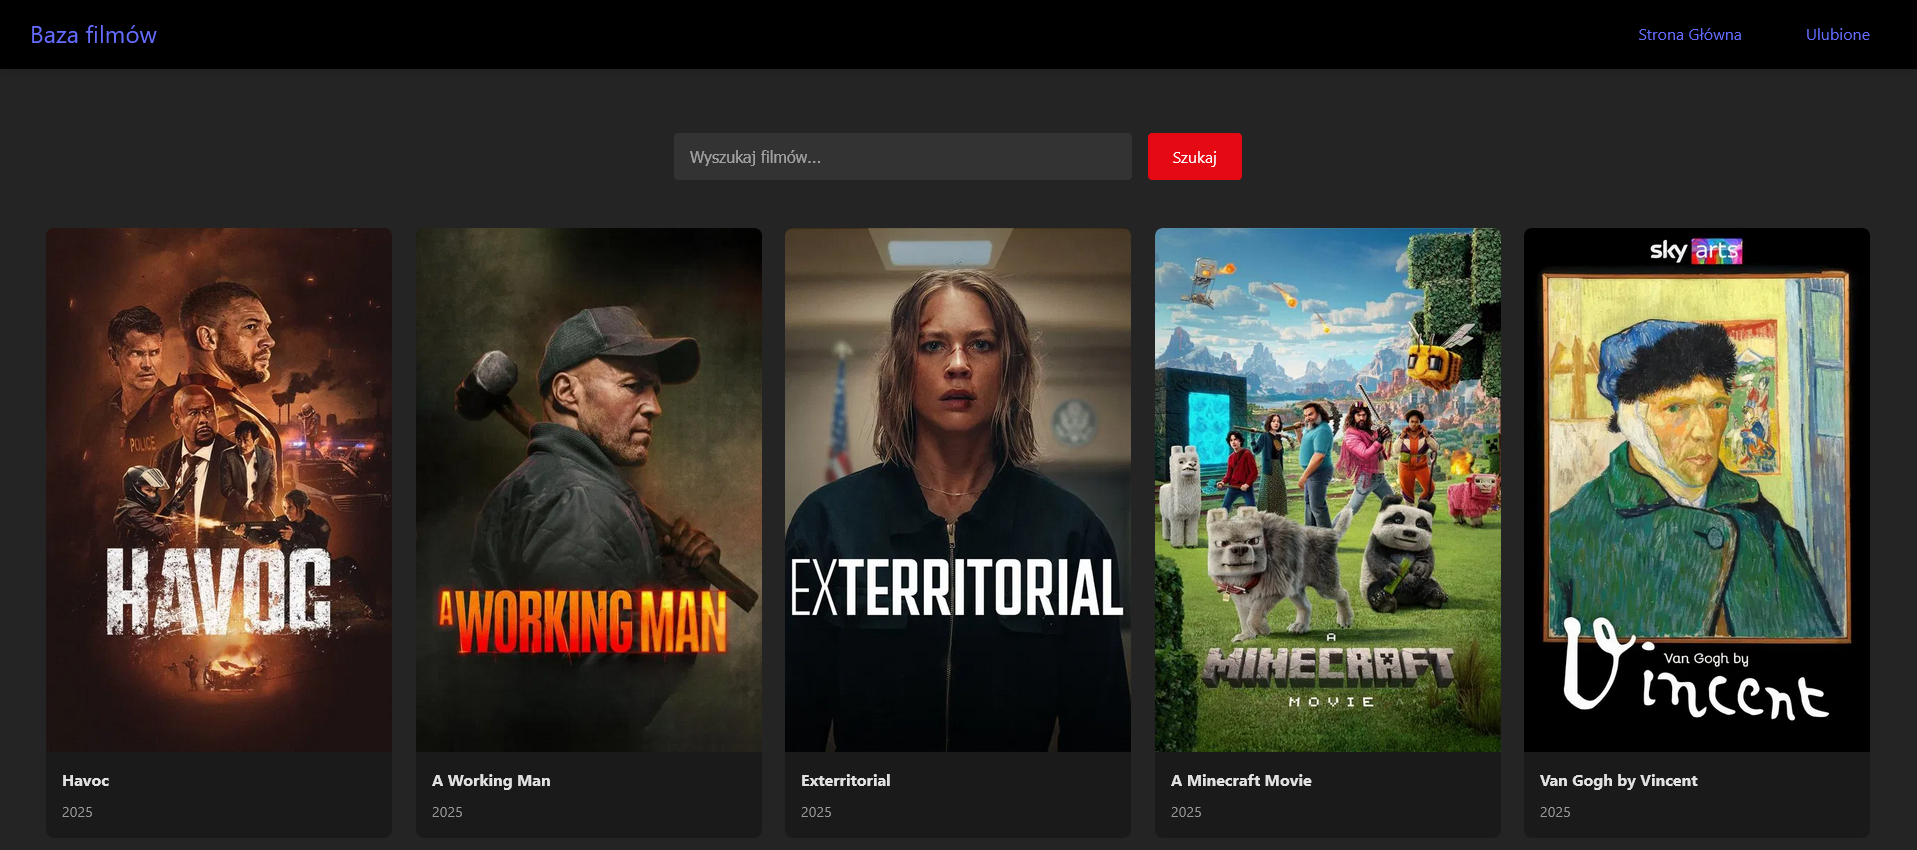 Baza filmów
Strona Główna
Ulubione
Wyszukaj filmów...
Szukaj
POLICE
HAVOC
A WORKING MAN
EXTERRITORIAL
A
MINECRAFT
MOVIE
sky arts
Van Gogh by
Vincent
Havoc
2025
A Working Man
2025
Exterritorial
2025
A Minecraft Movie
2025
Van Gogh by Vincent
2025